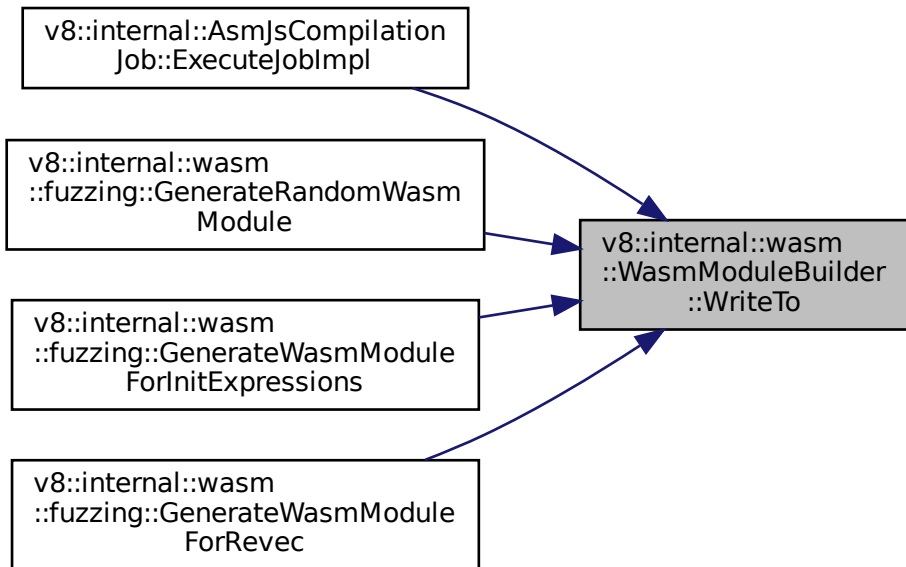 v8::internal::AsmJsCompilation
Job::ExecuteJobImpl
v8::internal::wasm
::fuzzing::GenerateRandomWasm
Module
v8::internal::wasm
::fuzzing::GenerateWasmModule
ForInitExpressions
v8::internal::wasm
::fuzzing::GenerateWasmModule
ForRevec
v8::internal::wasm
::WasmModuleBuilder
::WriteTo